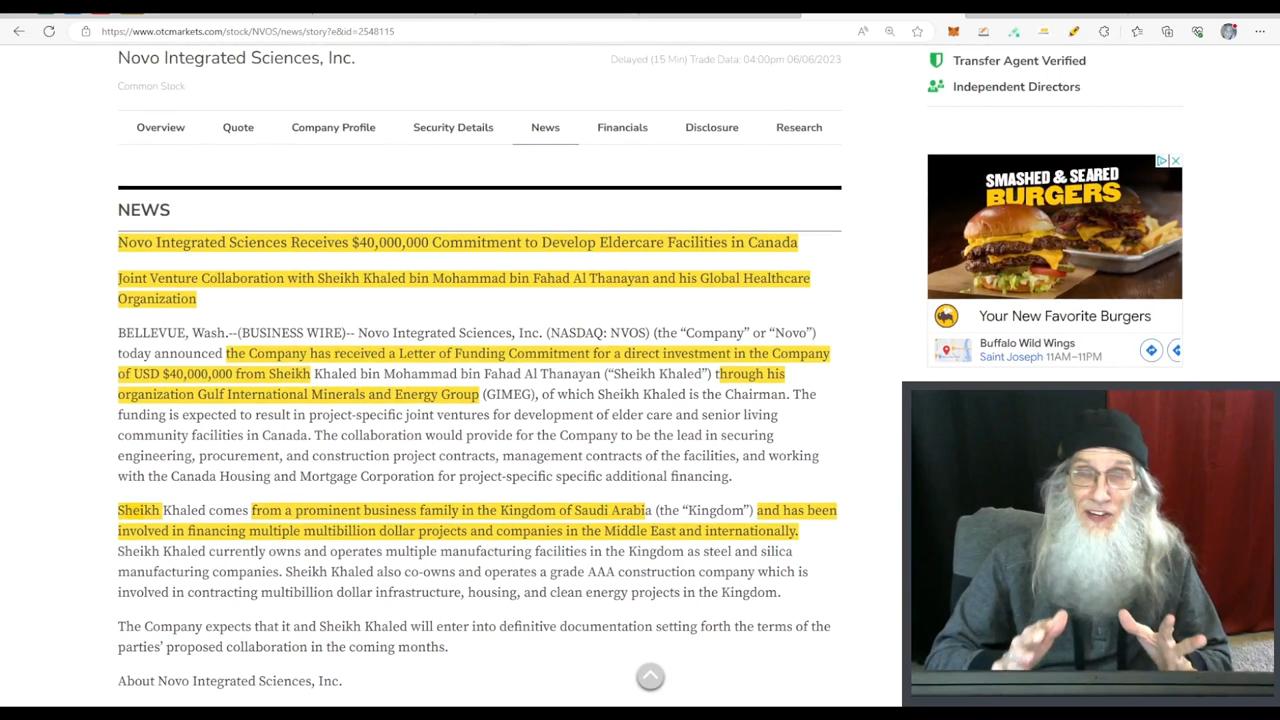 https://www.otcmarkets.com/stock/NVOS/news/story?e&id=2548115
Novo Integrated Sciences, Inc.
Delayed (15 Min) Trade Data: 04:00pm 06/06/2023
Common Stock
Overview
Quote
Company Profile
Security Details
News
Financials
Disclosure
Research
NEWS
Novo Integrated Sciences Receives $40,000,000 Commitment to Develop Eldercare Facilities in Canada
Joint Venture Collaboration with Sheikh Khaled bin Mohammad bin Fahad Al Thanayan and his Global Healthcare
Organization
BELLEVUE, Wash.--(BUSINESS WIRE)-- Novo Integrated Sciences, Inc. (NASDAQ: NVOS) (the “Company” or “Novo”)
today announced the Company has received a Letter of Funding Commitment for a direct investment in the Company
of USD $40,000,000 from Sheikh Khaled bin Mohammad bin Fahad Al Thanayan (“Sheikh Khaled”) through his
organization Gulf International Minerals and Energy Group (GIMEG), of which Sheikh Khaled is the Chairman. The
funding is expected to result in project-specific joint ventures for development of elder care and senior living
community facilities in Canada. The collaboration would provide for the Company to be the lead in securing
engineering, procurement, and construction project contracts, management contracts of the facilities, and working
with the Canada Housing and Mortgage Corporation for project-specific specific additional financing.
Sheikh Khaled comes from a prominent business family in the Kingdom of Saudi Arabia (the “Kingdom”) and has been
involved in financing multiple multibillion dollar projects and companies in the Middle East and internationally.
Sheikh Khaled currently owns and operates multiple manufacturing facilities in the Kingdom as steel and silica
manufacturing companies. Sheikh Khaled also co-owns and operates a grade AAA construction company which is
involved in contracting multibillion dollar infrastructure, housing, and clean energy projects in the Kingdom.
The Company expects that it and Sheikh Khaled will enter into definitive documentation setting forth the terms of the
parties’ proposed collaboration in the coming months.
About Novo Integrated Sciences, Inc.
Transfer Agent Verified
Independent Directors
SMASHED & SEARED
BURGERS
Your New Favorite Burgers
Buffalo Wild Wings
Saint Joseph 11AM–11PM